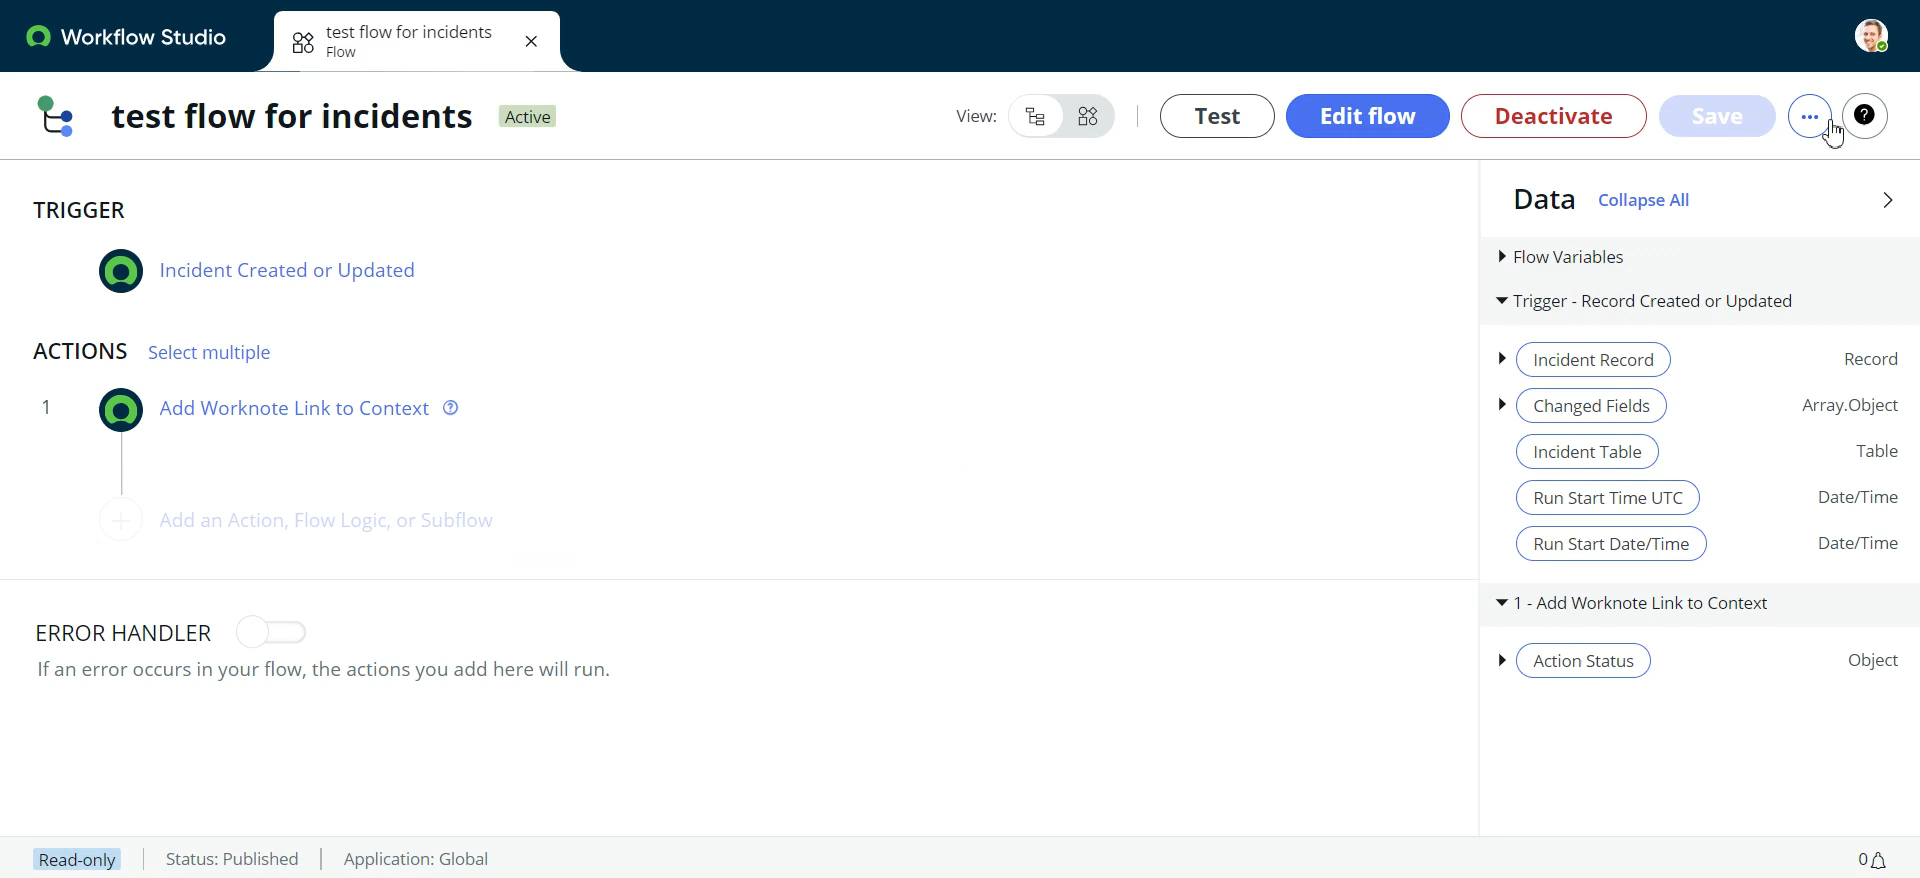 Workflow Studio
test flow for incidents
Flow
test flow for incidents
Active
View:
Test
Edit flow
Deactivate
Save
TRIGGER
Incident Created or Updated
ACTIONS
Select multiple
1
Add Worknote Link to Context
Add an Action, Flow Logic, or Subflow
ERROR HANDLER
If an error occurs in your flow, the actions you add here will run.
Data
Collapse All
Flow Variables
Trigger - Record Created or Updated
Incident Record
Record
Changed Fields
Array.Object
Incident Table
Table
Run Start Time UTC
Date/Time
Run Start Date/Time
Date/Time
1 - Add Worknote Link to Context
Action Status
Object
Read-only
Status: Published
Application: Global
0